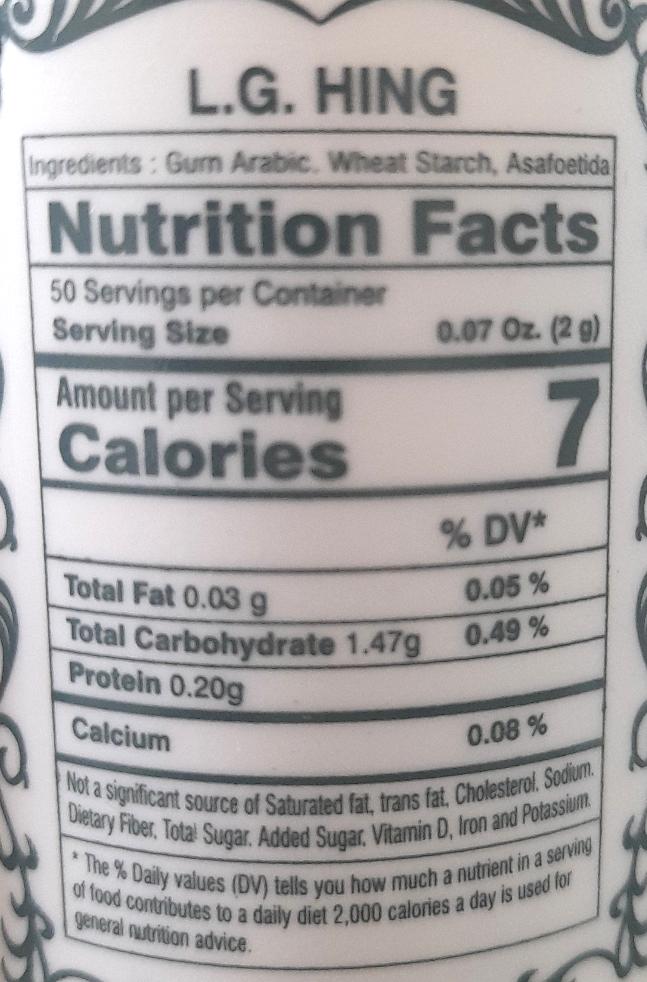 L.G. HING
Ingredients : Gum Arabic. Wheat Starch, Asafoetida
Nutrition Facts
50 Servings per Container
Serving Size 0.07 Oz. (2 g)
Amount per Serving
Calories 7
% DV*
Total Fat 0.03 g 0.05 %
Total Carbohydrate 1.47g 0.49 %
Protein 0.20g
Calcium 0.08 %
Not a significant source of Saturated fat, trans fat, Cholesterol. Sodium.
Dietary Fiber, Total Sugar. Added Sugar. Vitamin D, Iron and Potassium.
* The % Daily values (DV) tells you how much a nutrient in a serving
of food contributes to a daily diet 2,000 calories a day is used for
general nutrition advice.